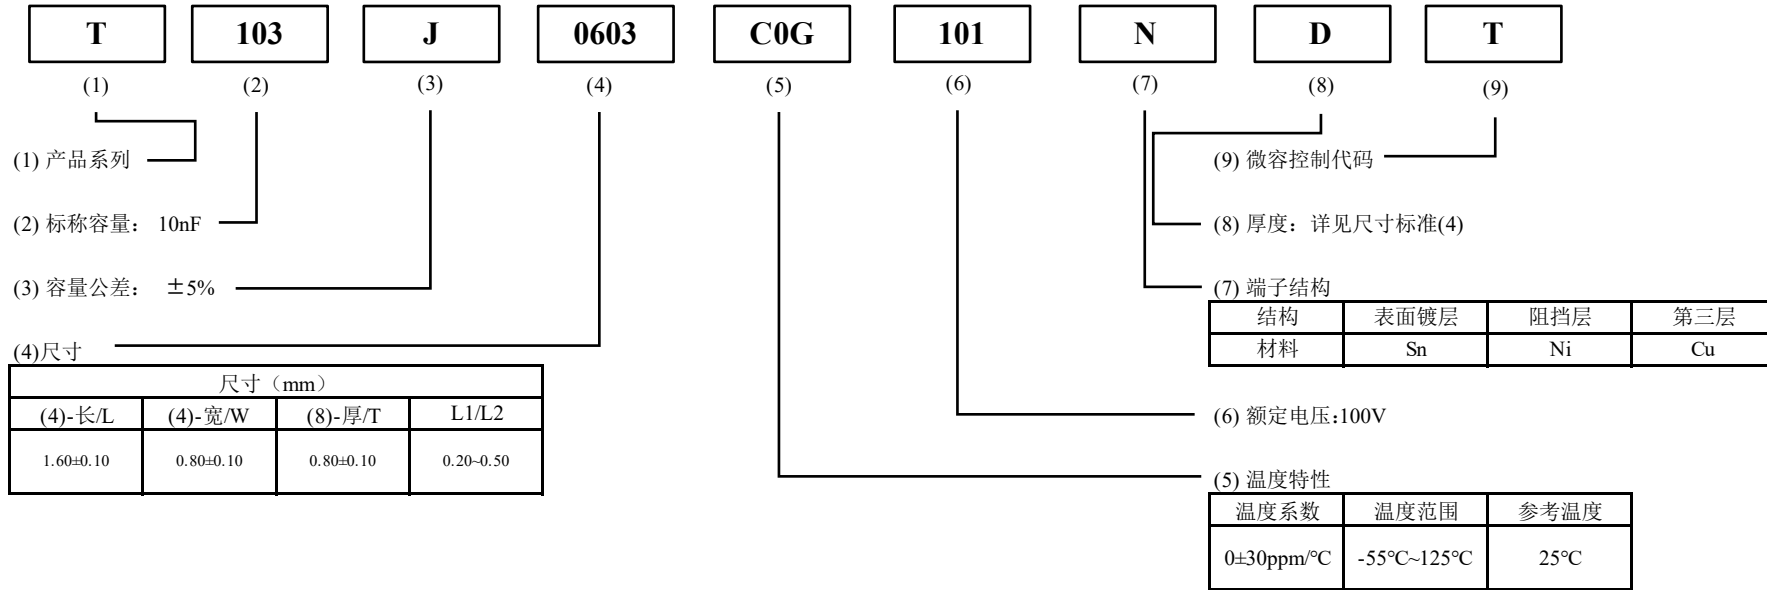 T 103 J 0603 C0G 101 N D T
(1) (2) (3) (4) (5) (6) (7) (8) (9)
(1) 产品系列
(2) 标称容量： 10nF
(3) 容量公差： ±5%
(4)尺寸
尺寸（mm）
(4)-长/L (4)-宽/W (8)-厚/T L1/L2
1.60±0.10 0.80±0.10 0.80±0.10 0.20~0.50
(9) 微容控制代码
(8) 厚度：详见尺寸标准(4)
(7) 端子结构
结构 表面镀层 阻挡层 第三层
材料 Sn Ni Cu
(6) 额定电压:100V
(5) 温度特性
温度系数 温度范围 参考温度
0±30ppm/℃ -55℃~125℃ 25℃